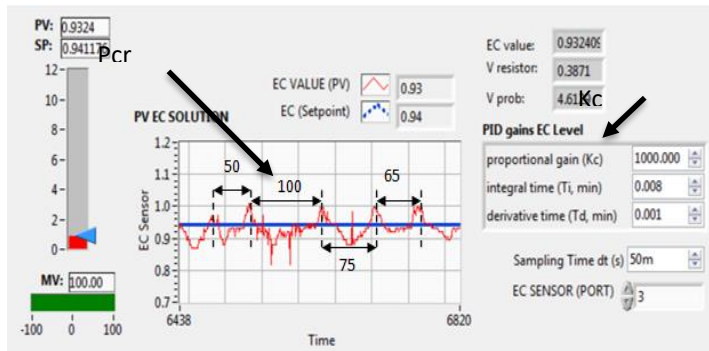 PV: 0.9324
SP: 0.941176
Pcr
12
10
8
6
4
2
0
MV: 100.00
-100 0 100
EC VALUE (PV) 0.93
EC (Setpoint) 0.94
PV EC SOLUTION
EC Sensor
1.2
1.1
1
0.9
0.8
0.7
50
100
65
75
6438
6820
Time
EC value: 0.932409
V resistor: 0.3871
V prob: 4.61
Kc
PID gains EC Level
proportional gain (Kc) 1000.000
integral time (Ti, min) 0.008
derivative time (Td, min) 0.001
Sampling Time dt (s) 50m
EC SENSOR (PORT) 3